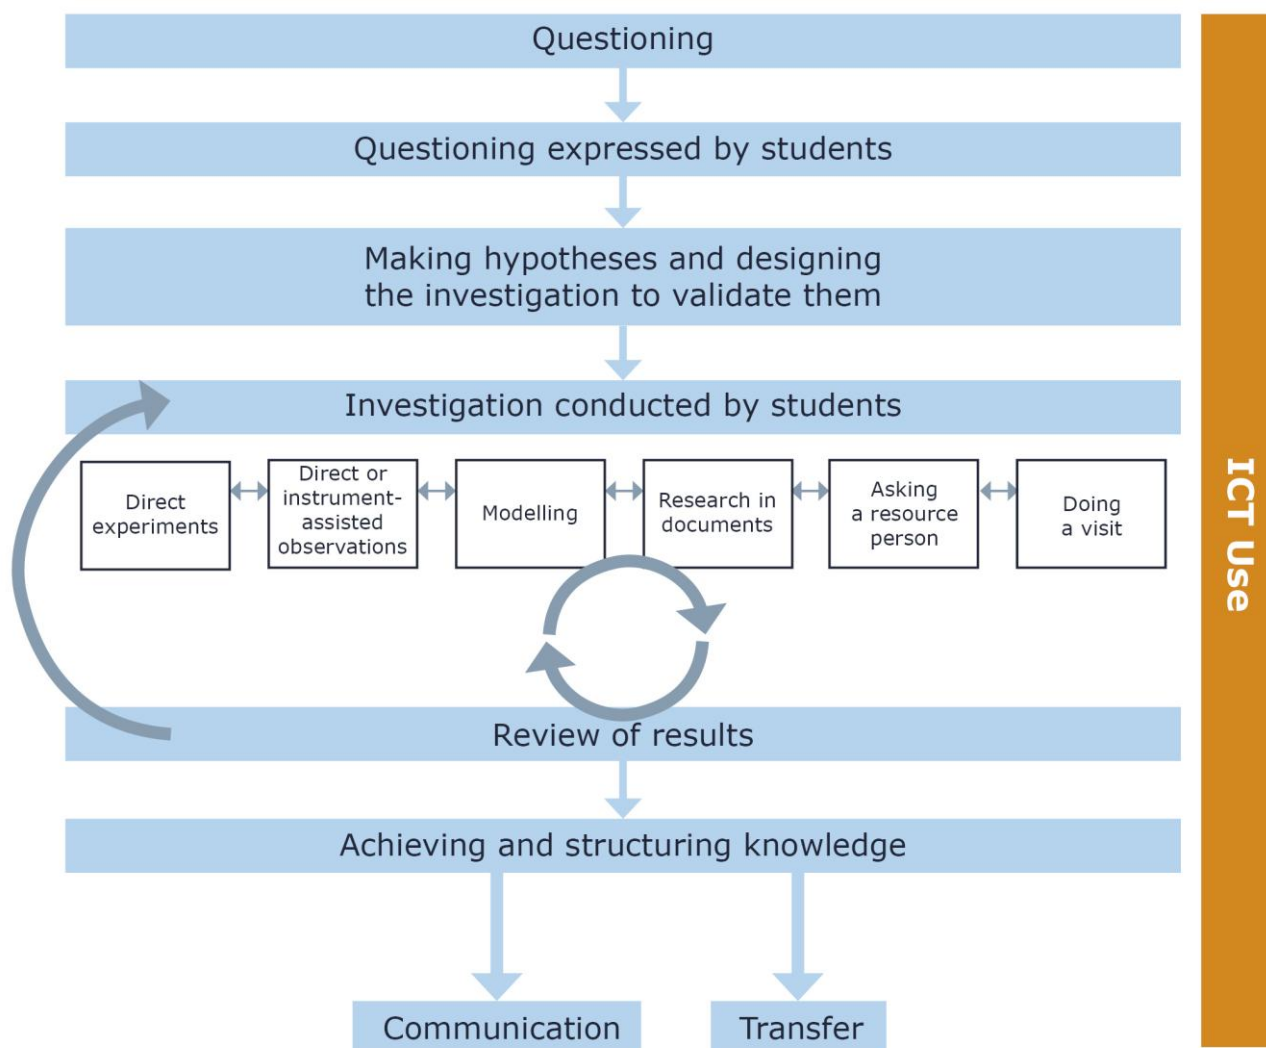 Questioning
Questioning expressed by students
Making hypotheses and designing
the investigation to validate them
Investigation conducted by students
Direct
experiments
Direct or
instrument-
assisted
observations
Modelling
Research in
documents
Asking
a resource
person
Doing
a visit
Review of results
Achieving and structuring knowledge
Communication
Transfer
ICT Use